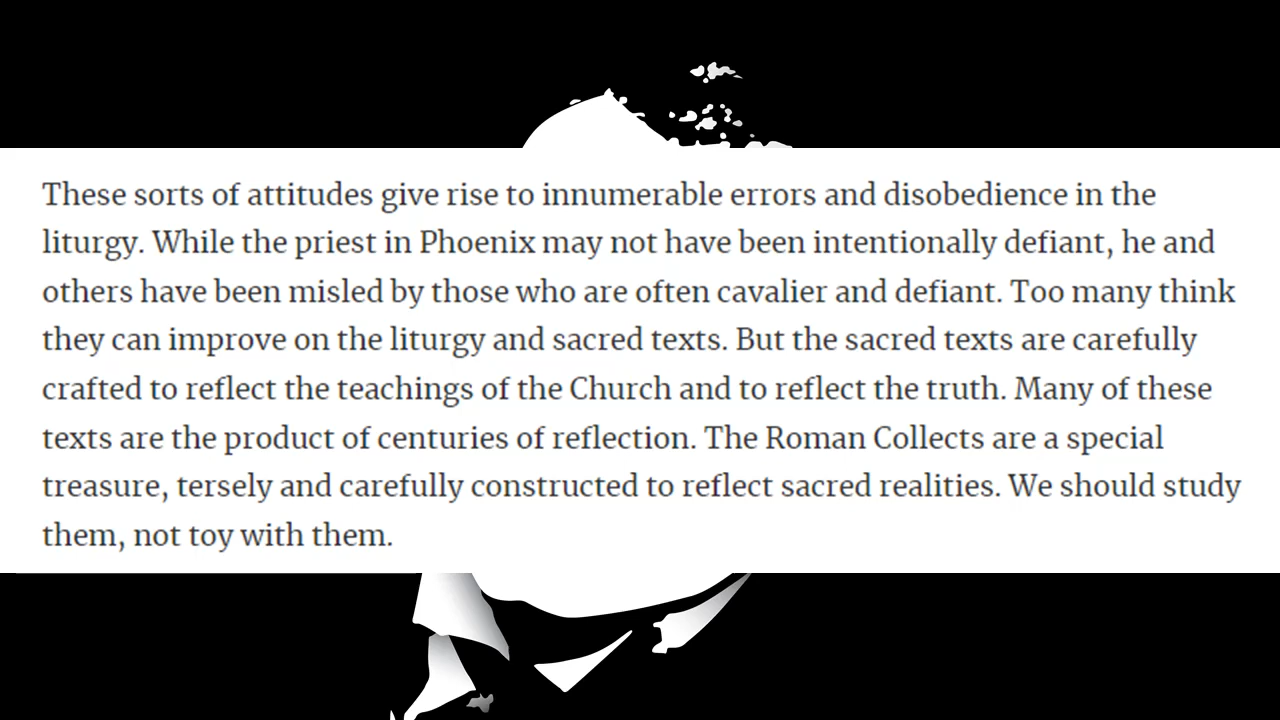 These sorts of attitudes give rise to innumerable errors and disobedience in the
liturgy. While the priest in Phoenix may not have been intentionally defiant, he and
others have been misled by those who are often cavalier and defiant. Too many think
they can improve on the liturgy and sacred texts. But the sacred texts are carefully
crafted to reflect the teachings of the Church and to reflect the truth. Many of these
texts are the product of centuries of reflection. The Roman Collects are a special
treasure, tersely and carefully constructed to reflect sacred realities. We should study
them, not toy with them.